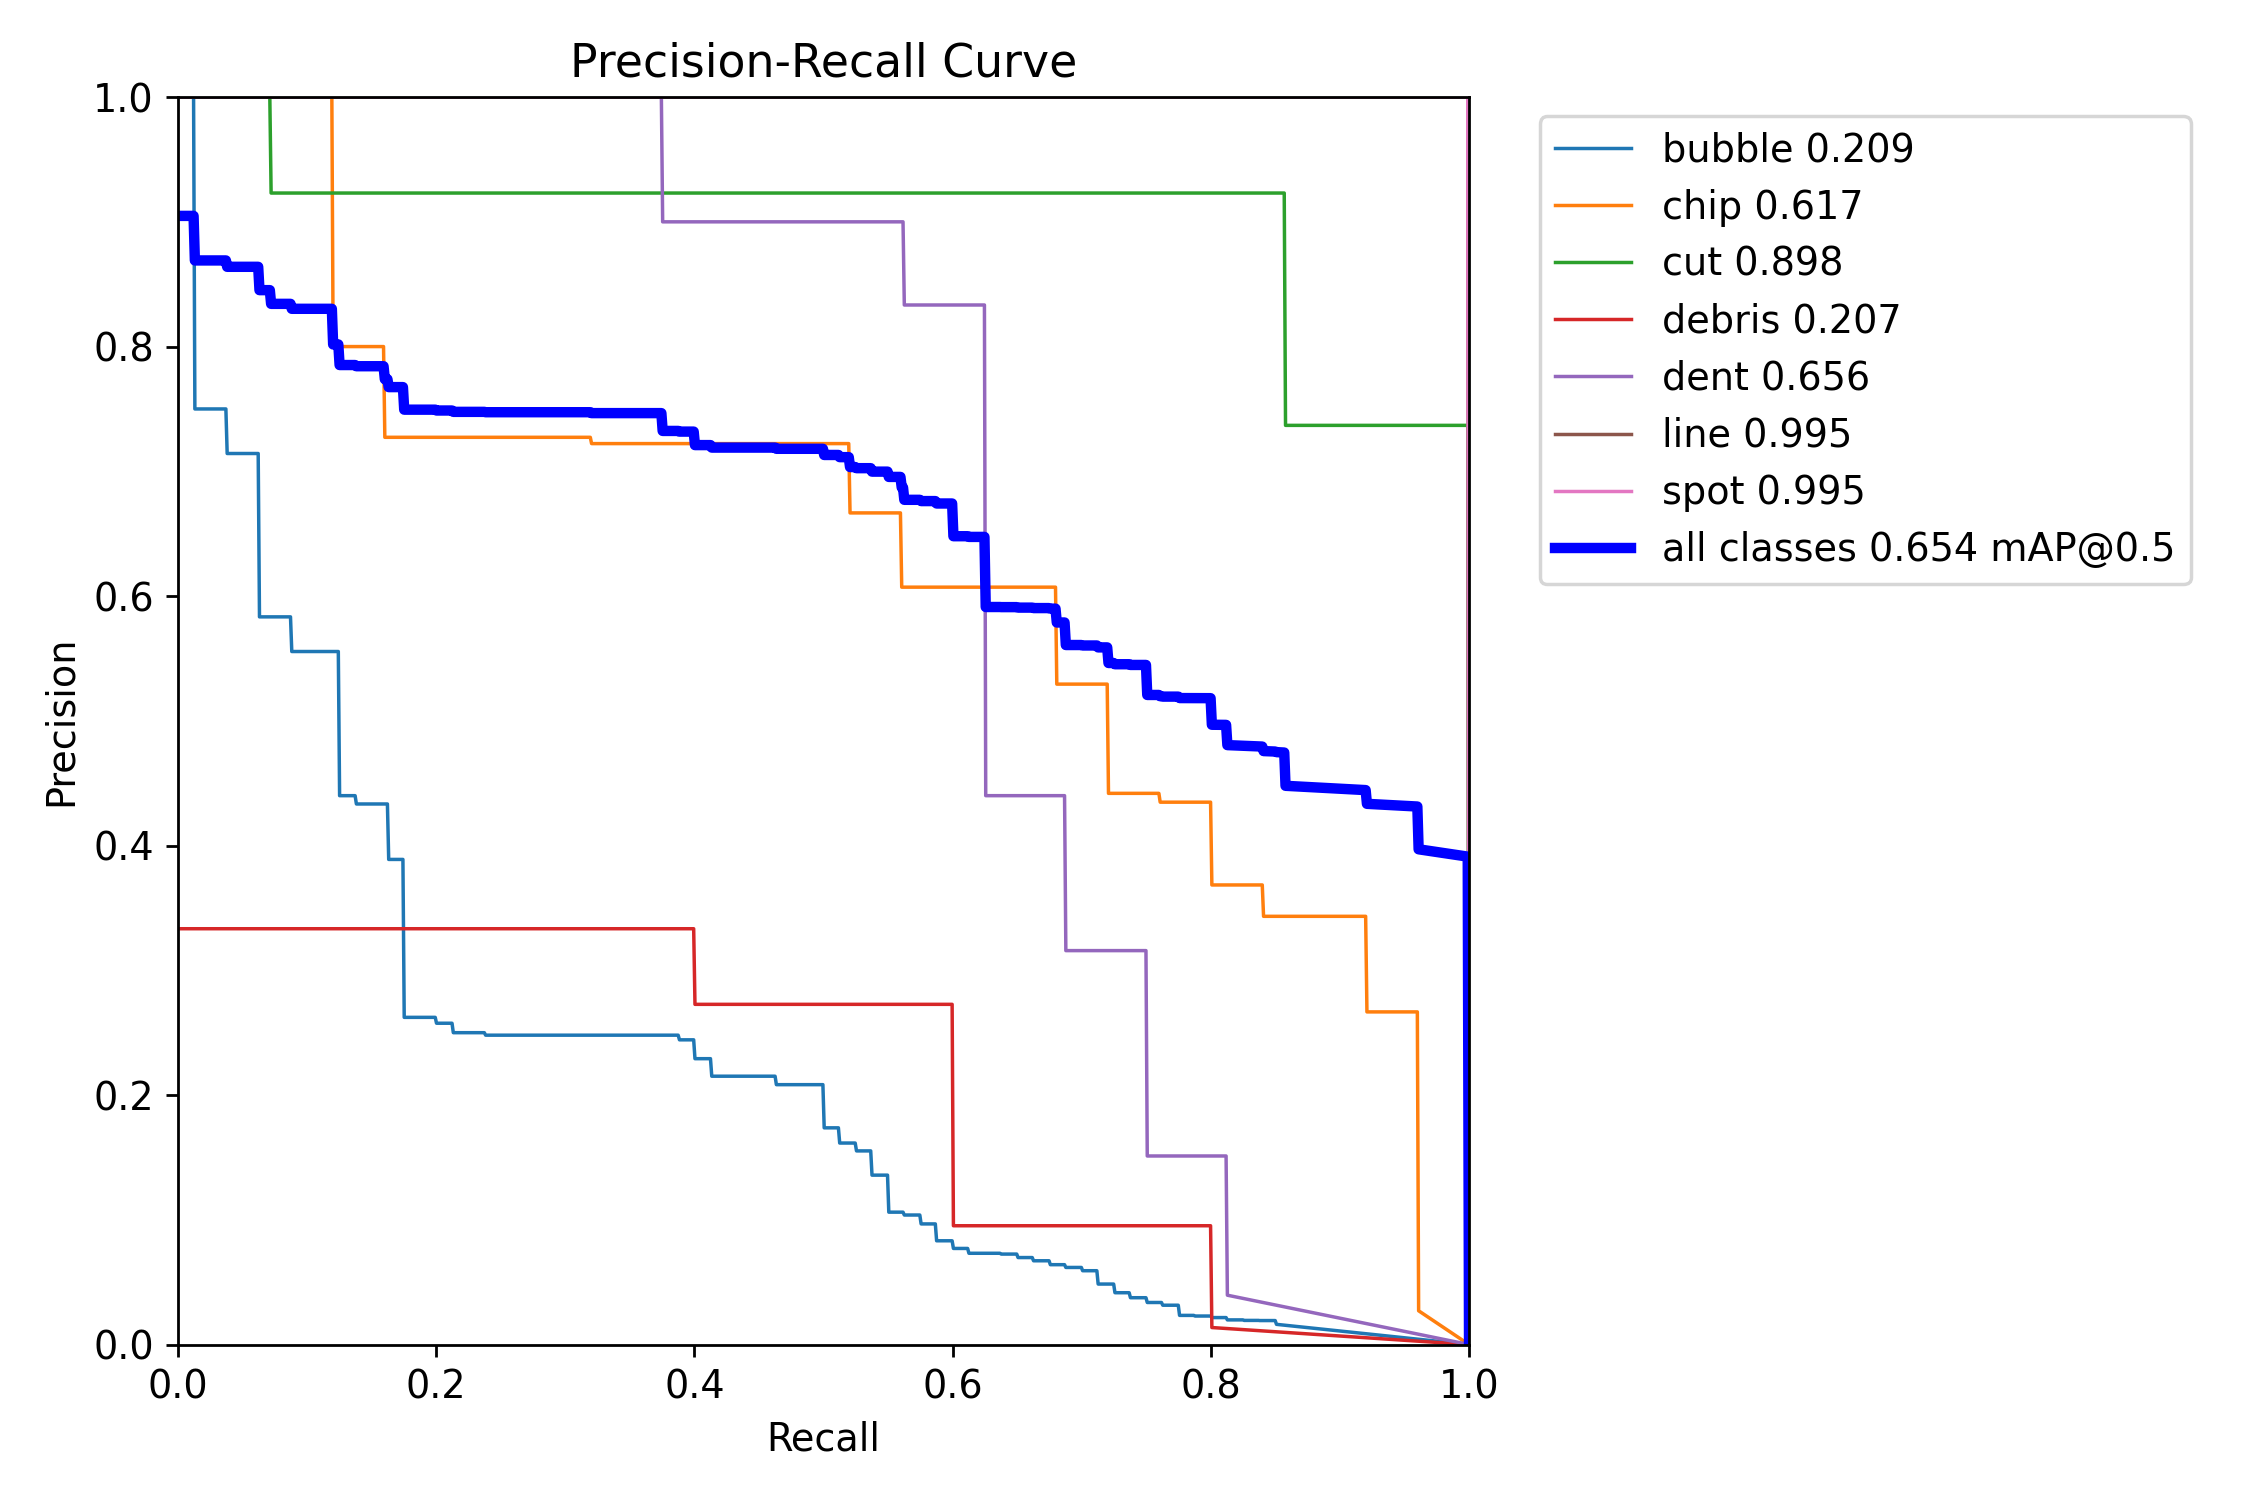 Precision-Recall Curve
1.0
0.8
0.6
0.4
0.2
0.0
Precision
0.0 0.2 0.4 0.6 0.8 1.0
Recall
bubble 0.209
chip 0.617
cut 0.898
debris 0.207
dent 0.656
line 0.995
spot 0.995
all classes 0.654 mAP@0.5